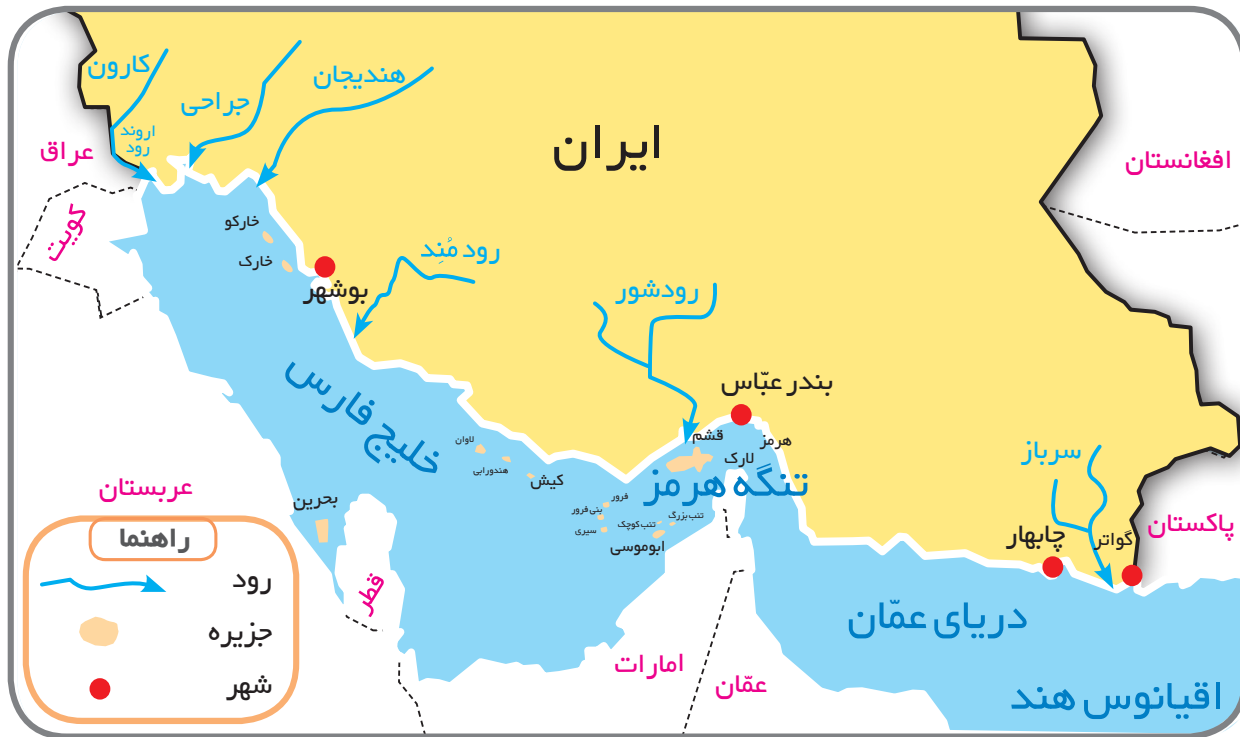 کارون
جراحی
هندیجان
اروند
رود
عراق
کویت
ایران
افغانستان
خارکو
خارک
بوشهر
رود مُند
رودشور
بندر عبّاس
خلیج فارس
قشم
هرمز
لارک
تنگه هرمز
لاوان
هندورابی
کیش
فرور
بنی فرور
سیری
تنب کوچک
تنب بزرگ
ابوموسی
سرباز
چابهار
گواتر
پاکستان
عربستان
بحرین
قطر
امارات
عمّان
دریای عمّان
اقیانوس هند
راهنما
رود
جزیره
شهر